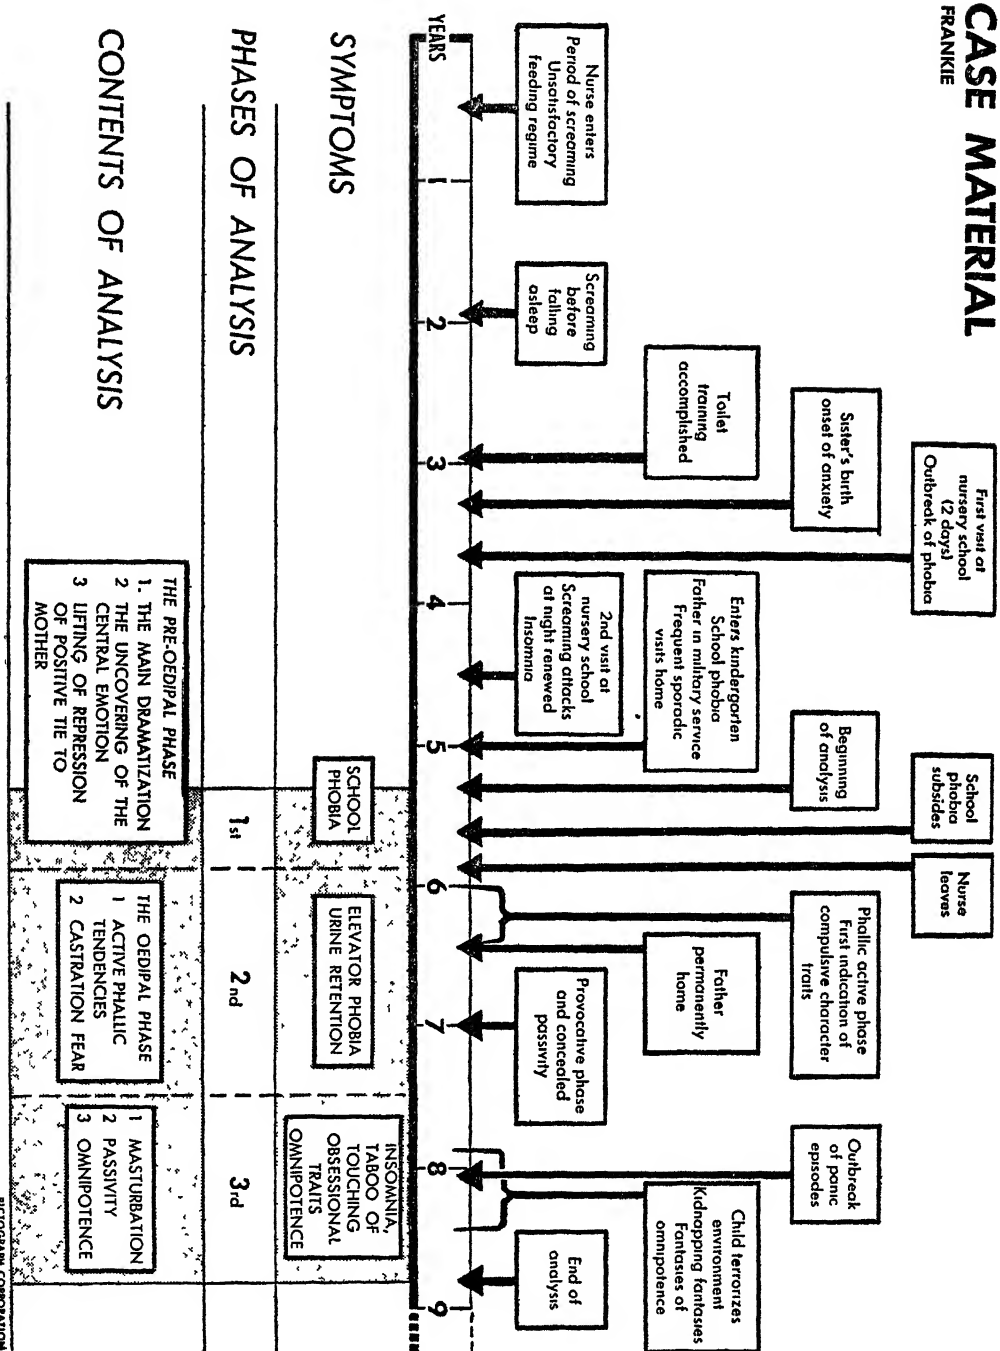 CASE MATERIAL
FRANKIE
First visit at
nursery school
(2 days)
Outbreak of phobia
School
phobia
subsides
Nurse
leaves
Sister's birth
onset of anxiety
Beginning
of analysis
Phallic active phase
First indication of
compulsive character
traits
Outbreak
of panic
episodes
Toilet
training
accomplished
Enters kindergarten
School phobia
Father in military service
Frequent sporadic
visits home
Father
permanently
home
Child terrorizes
environment
Kidnapping fantasies
Fantasies of
omnipotence
Nurse enters
Period of screaming
Unsatisfactory
feeding regime
Screaming
before
falling
asleep
2nd visit at
nursery school
Screaming attacks
at night renewed
Insomnia
Provocative phase
and concealed
passivity
End of
analysis
YEARS 1 2 3 4 5 6 7 8 9
SYMPTOMS
SCHOOL
PHOBIA
ELEVATOR PHOBIA
URINE RETENTION
INSOMNIA,
TABOO OF
TOUCHING
OBSESSIONAL
TRAITS
OMNIPOTENCE
PHASES OF ANALYSIS
1st
2nd
3rd
CONTENTS OF ANALYSIS
THE PRE-OEDIPAL PHASE
1. THE MAIN DRAMATIZATION
2 THE UNCOVERING OF THE
CENTRAL EMOTION
3 LIFTING OF REPRESSION
OF POSITIVE TIE TO
MOTHER
THE OEDIPAL PHASE
1 ACTIVE PHALLIC
TENDENCIES
2 CASTRATION FEAR
1 MASTURBATION
2 PASSIVITY
3 OMNIPOTENCE
PICTOGRAPH CORPORATION